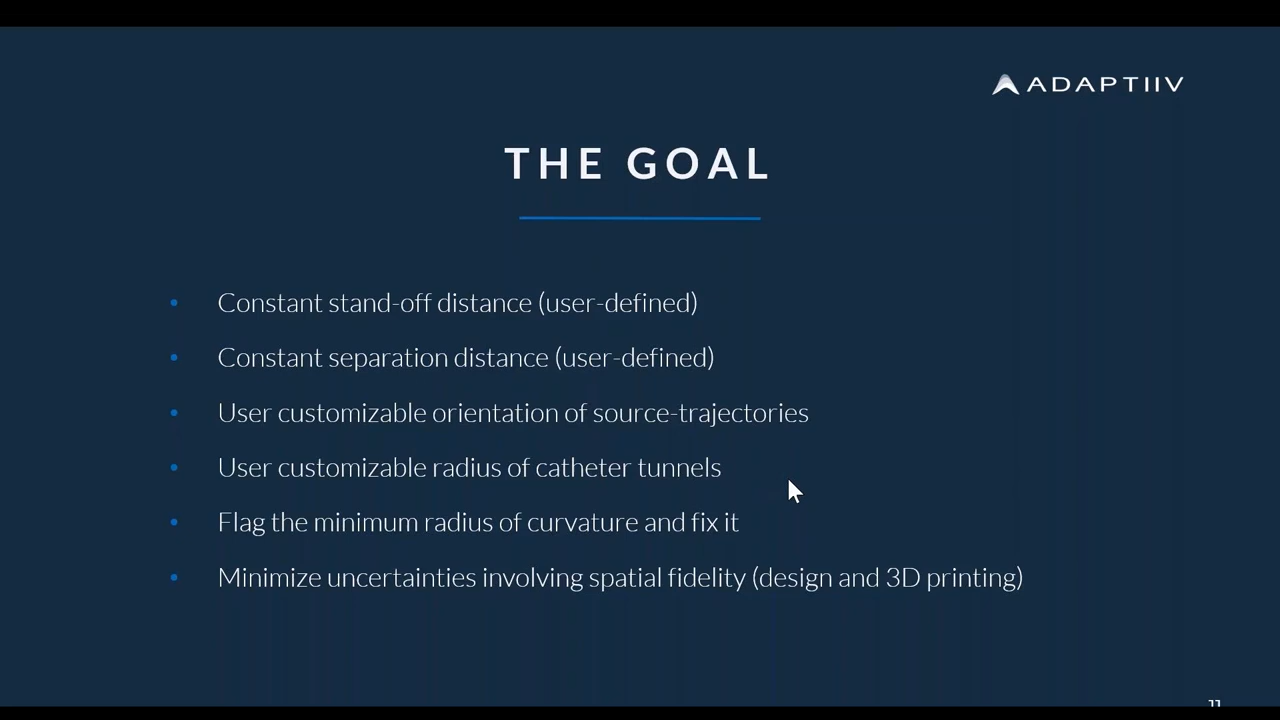 ADAPTIIV
THE GOAL
• Constant stand-off distance (user-defined)
• Constant separation distance (user-defined)
• User customizable orientation of source-trajectories
• User customizable radius of catheter tunnels
• Flag the minimum radius of curvature and fix it
• Minimize uncertainties involving spatial fidelity (design and 3D printing)
11